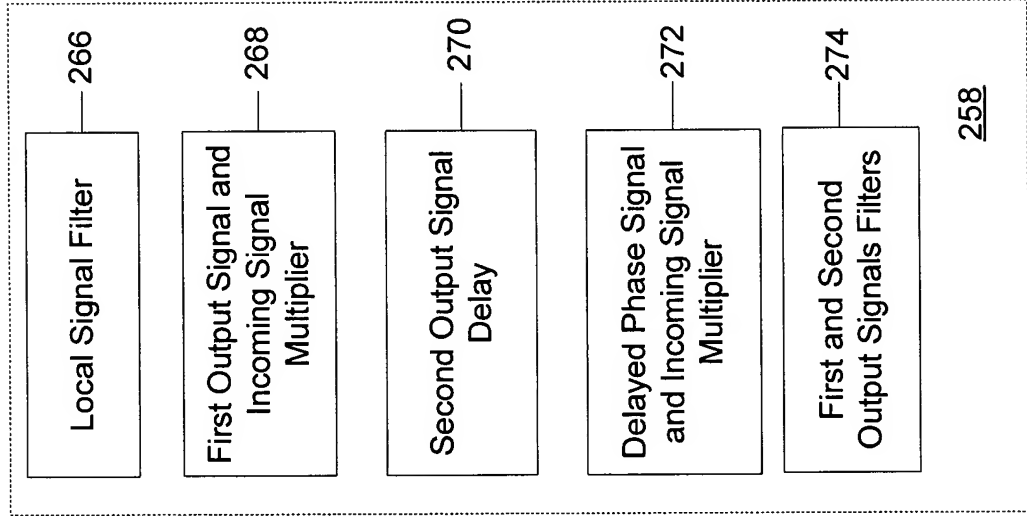 Local Signal Filter
266
First Output Signal and
Incoming Signal
Multiplier
268
Second Output Signal
Delay
270
Delayed Phase Signal
and Incoming Signal
Multiplier
272
First and Second
Output Signals Filters
274
258